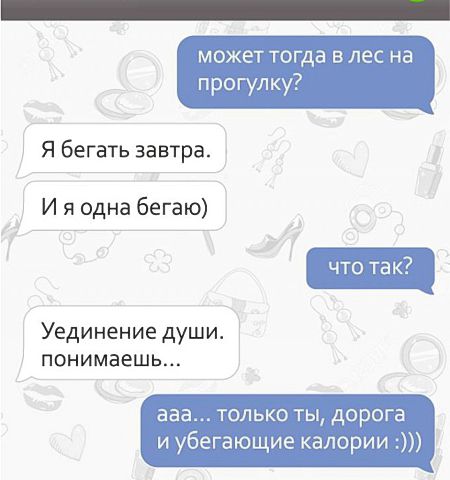 может тогда в лес на
прогулку?
Я бегать завтра.
И я одна бегаю)
что так?
Уединение души.
понимаешь...
ааа... только ты, дорога
и убегающие калории :)))